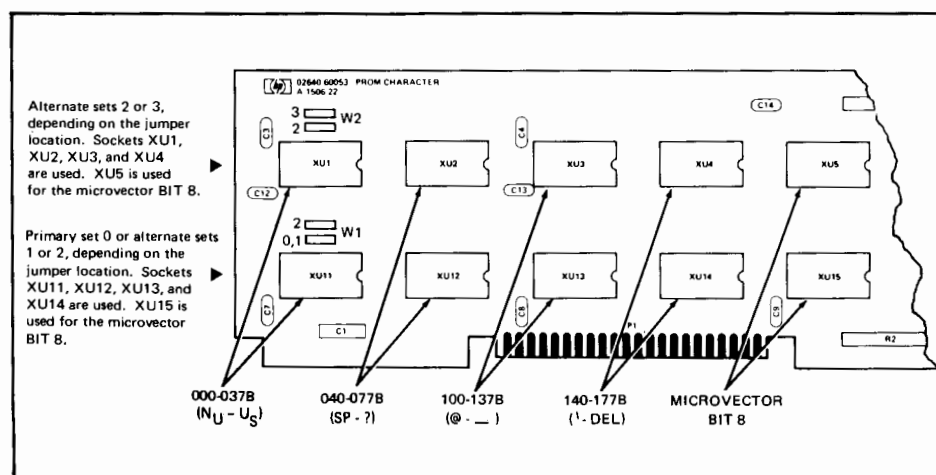 hp 02640 60053 PROM CHARACTER
A 1506 22
Alternate sets 2 or 3,
depending on the jumper
location. Sockets XU1,
XU2, XU3, and XU4
are used. XU5 is used
for the microvector BIT 8.
3
2
W2
C3
C4
C14
XU1
XU2
XU3
XU4
XU5
C12
C13
Primary set 0 or alternate sets
1 or 2, depending on the
jumper location. Sockets
XU11, XU12, XU13, and
XU14 are used. XU15 is
used for the microvector
BIT 8.
2
0,1
W1
XU11
XU12
XU13
XU14
XU15
C7
C1
C8
P1
C9
R2
000-037B
(NU - US)
040-077B
(SP - ?)
100-137B
(@ - _)
140-177B
(' - DEL)
MICROVECTOR
BIT 8